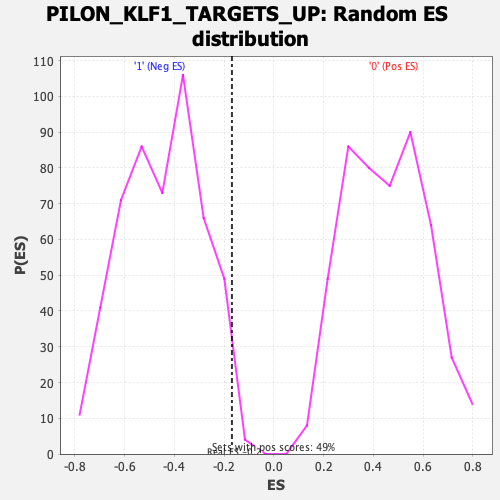 PILON_KLF1_TARGETS_UP: Random ES
distribution
'1' (Neg ES)
'0' (Pos ES)
P(ES)
110
100
90
80
70
60
50
40
30
20
10
0
Sets with pos scores: 49%
-0.8 -0.6 -0.4 -0.2 0.0 0.2 0.4 0.6 0.8
ES